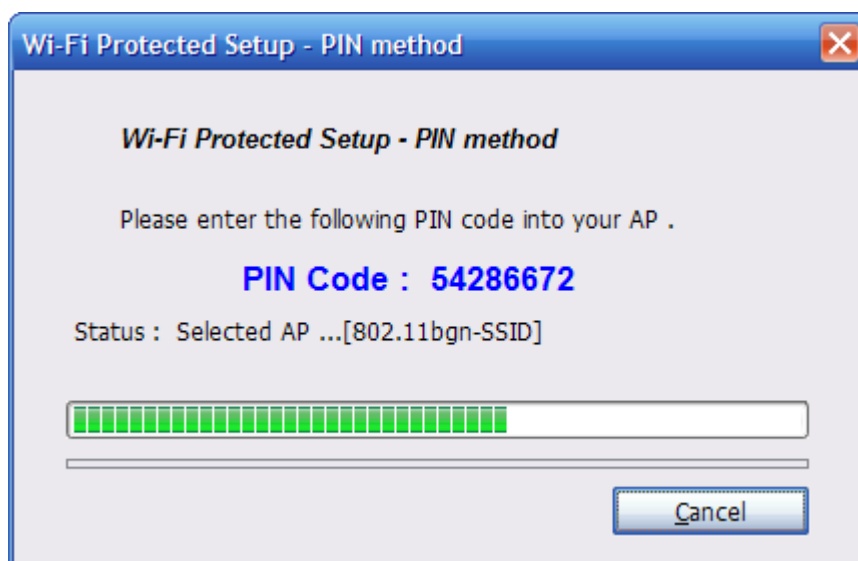 Wi-Fi Protected Setup - PIN method
Wi-Fi Protected Setup - PIN method
Please enter the following PIN code into your AP .
PIN Code :  54286672
Status :  Selected AP ...[802.11bgn-SSID]
Cancel